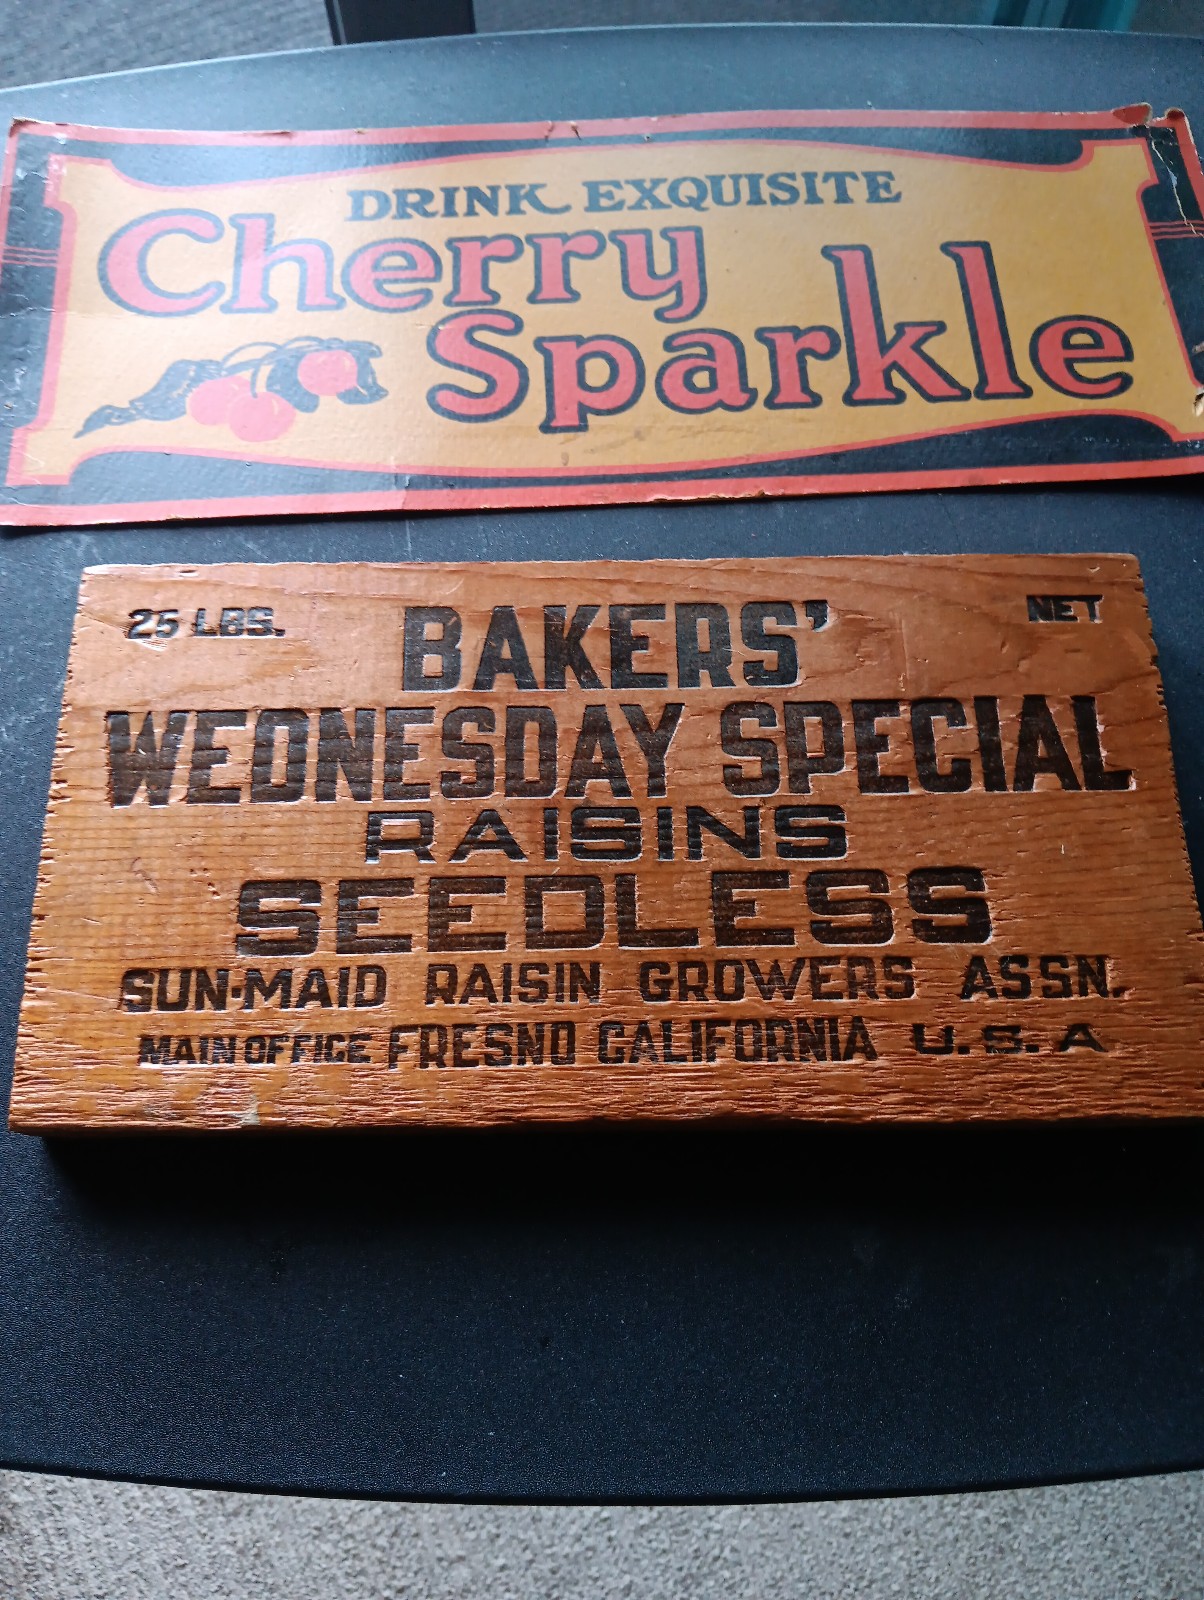 DRINK EXQUISITE
Cherry
Sparkle
25 LBS. BAKERS' NET
WEDNESDAY SPECIAL
RAISINS
SEEDLESS
SUN-MAID RAISIN GROWERS ASSN.
MAIN OFFICE FRESNO CALIFORNIA U.S.A